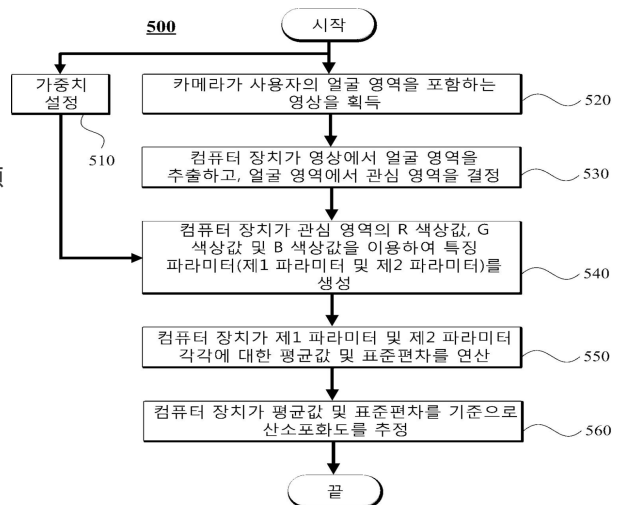 500
시작
가중치
설정
510
카메라가 사용자의 얼굴 영역을 포함하는
영상을 획득
520
컴퓨터 장치가 영상에서 얼굴 영역을
추출하고, 얼굴 영역에서 관심 영역을 결정
530
컴퓨터 장치가 관심 영역의 R 색상값, G
색상값 및 B 색상값을 이용하여 특징
파라미터(제1 파라미터 및 제2 파라미터)를
생성
540
컴퓨터 장치가 제1 파라미터 및 제2 파라미터
각각에 대한 평균값 및 표준편차를 연산
550
컴퓨터 장치가 평균값 및 표준편차를 기준으로
산소포화도를 추정
560
끝